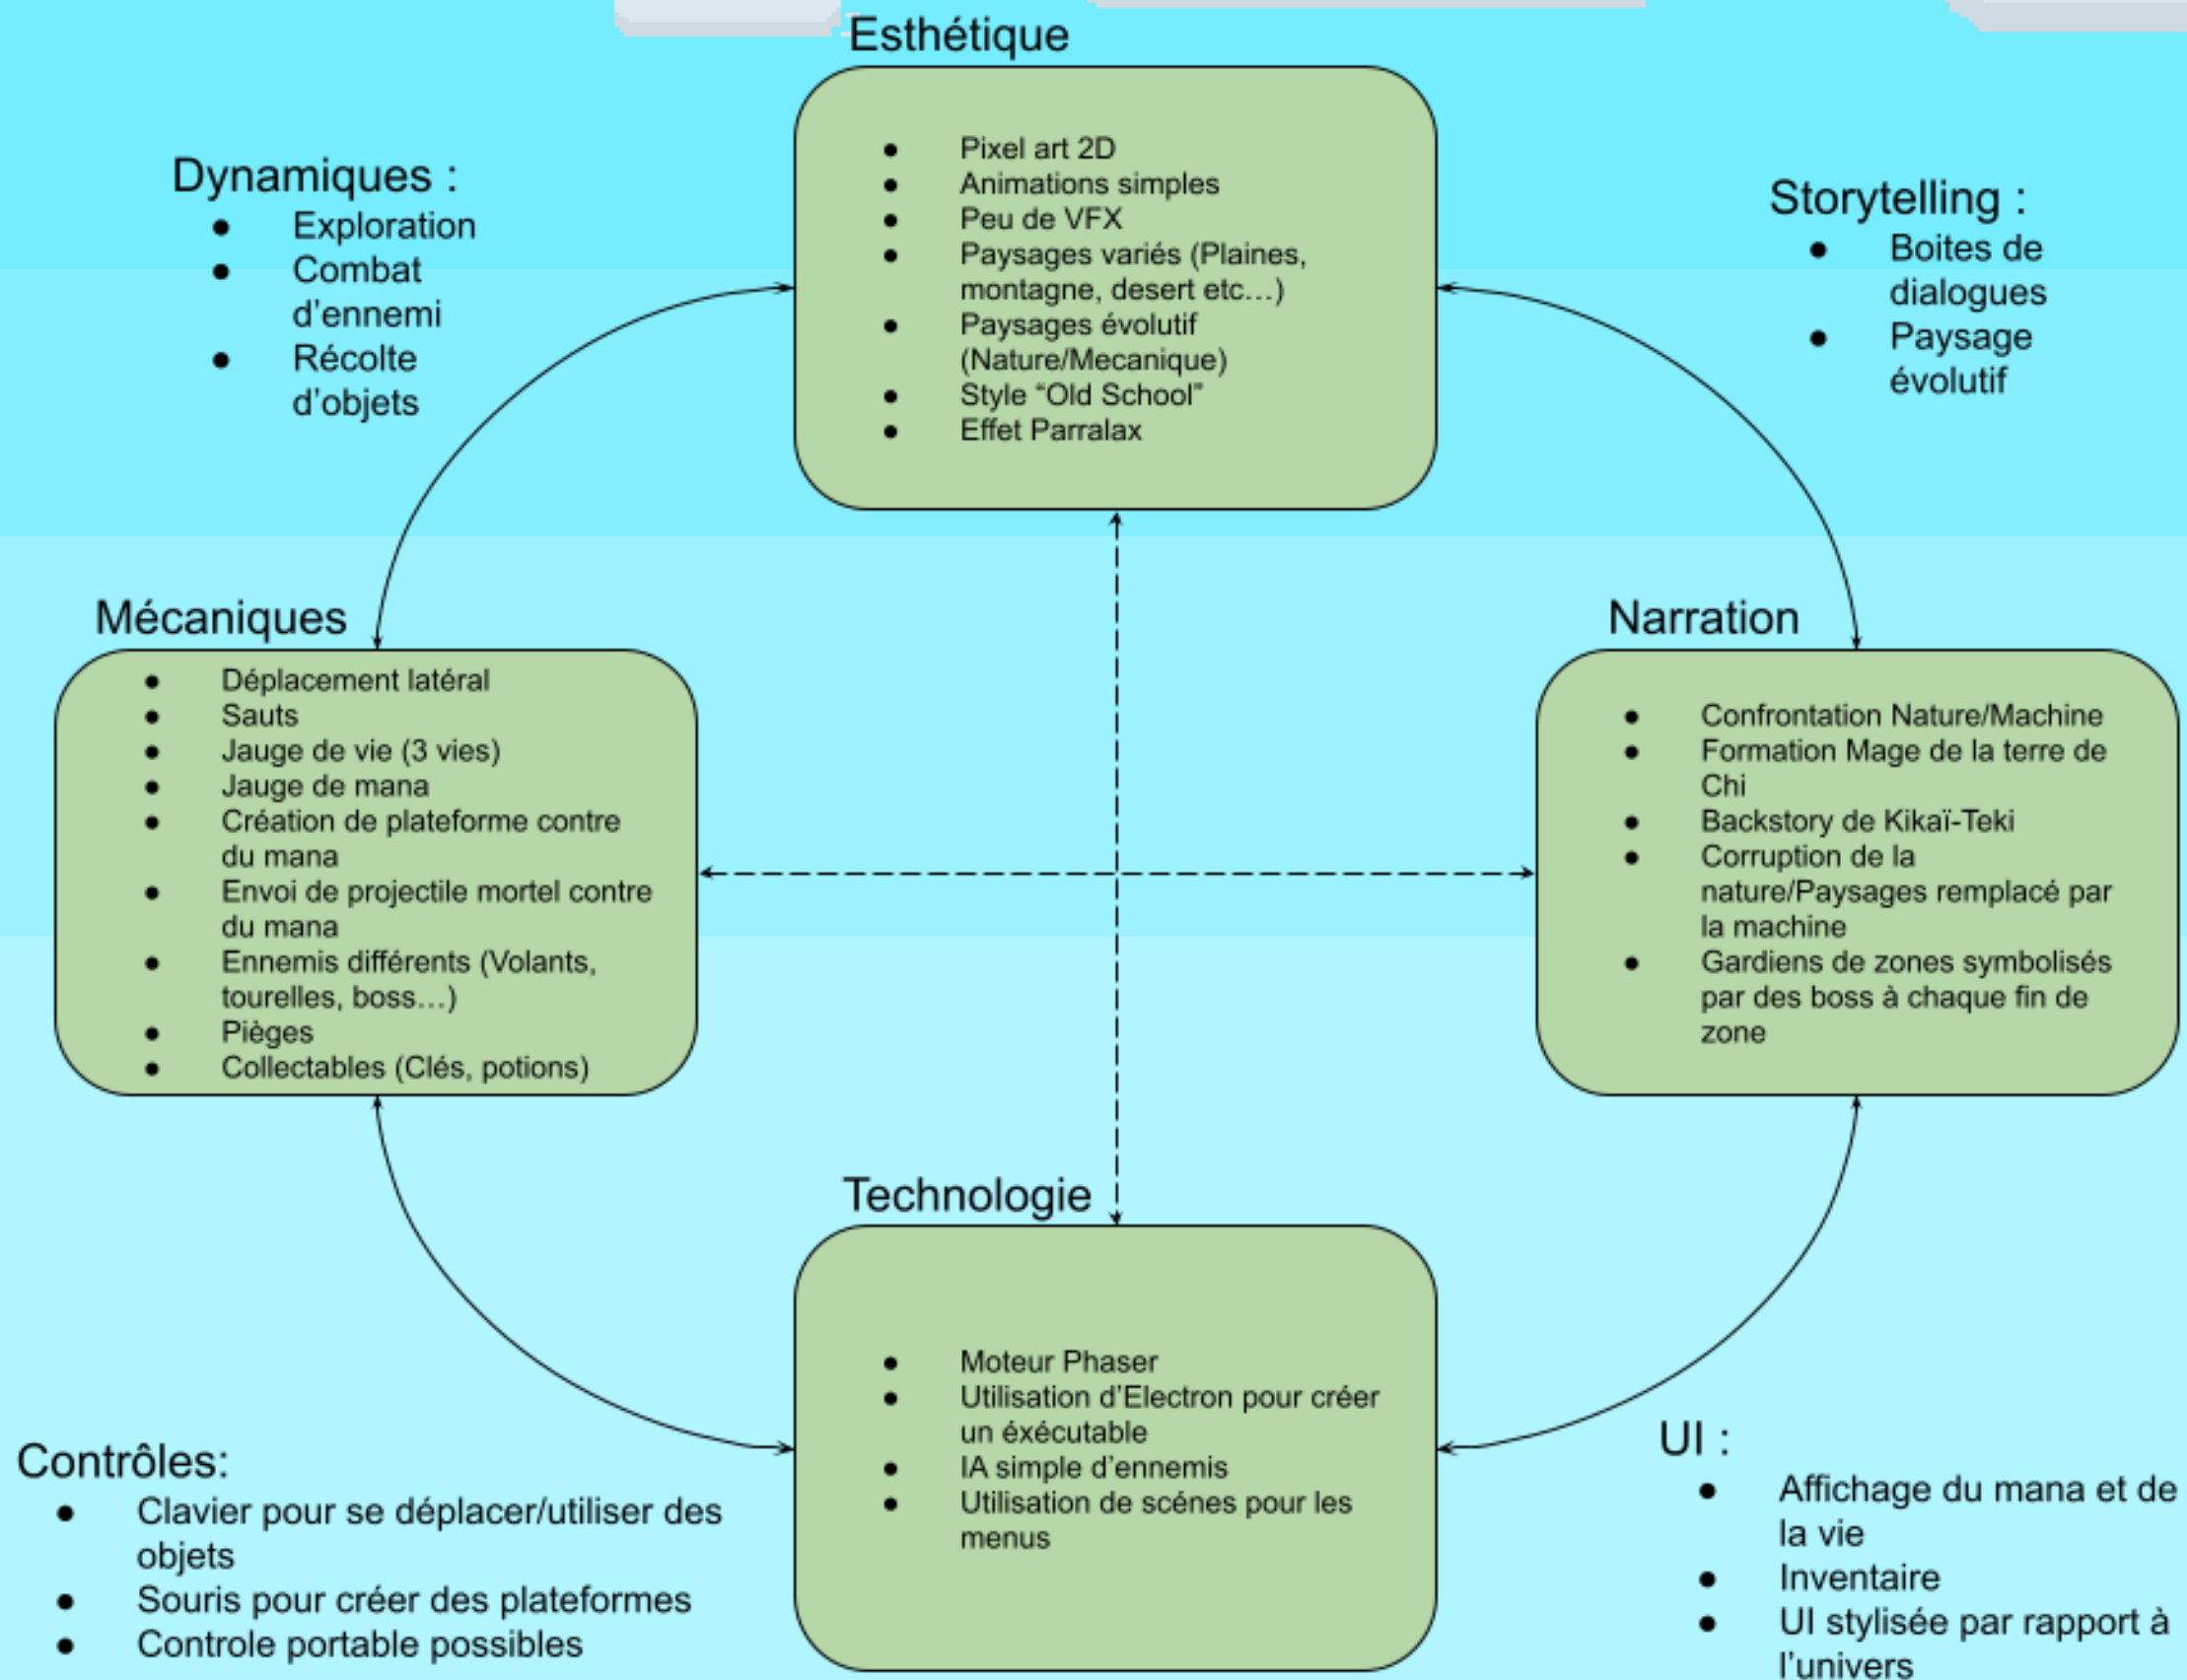 Esthétique
● Pixel art 2D
● Animations simples
● Peu de VFX
● Paysages variés (Plaines,
montagne, desert etc…)
● Paysages évolutif
(Nature/Mecanique)
● Style “Old School”
● Effet Parralax
Dynamiques :
● Exploration
● Combat
d’ennemi
● Récolte
d’objets
Storytelling :
● Boites de
dialogues
● Paysage
évolutif
Mécaniques
● Déplacement latéral
● Sauts
● Jauge de vie (3 vies)
● Jauge de mana
● Création de plateforme contre
du mana
● Envoi de projectile mortel contre
du mana
● Ennemis différents (Volants,
tourelles, boss…)
● Pièges
● Collectables (Clés, potions)
Narration
● Confrontation Nature/Machine
● Formation Mage de la terre de
Chi
● Backstory de Kikaï-Teki
● Corruption de la
nature/Paysages remplacé par
la machine
● Gardiens de zones symbolisés
par des boss à chaque fin de
zone
Technologie
● Moteur Phaser
● Utilisation d’Electron pour créer
un éxécutable
● IA simple d’ennemis
● Utilisation de scénes pour les
menus
Contrôles:
● Clavier pour se déplacer/utiliser des
objets
● Souris pour créer des plateformes
● Controle portable possibles
UI :
● Affichage du mana et de
la vie
● Inventaire
● UI stylisée par rapport à
l’univers